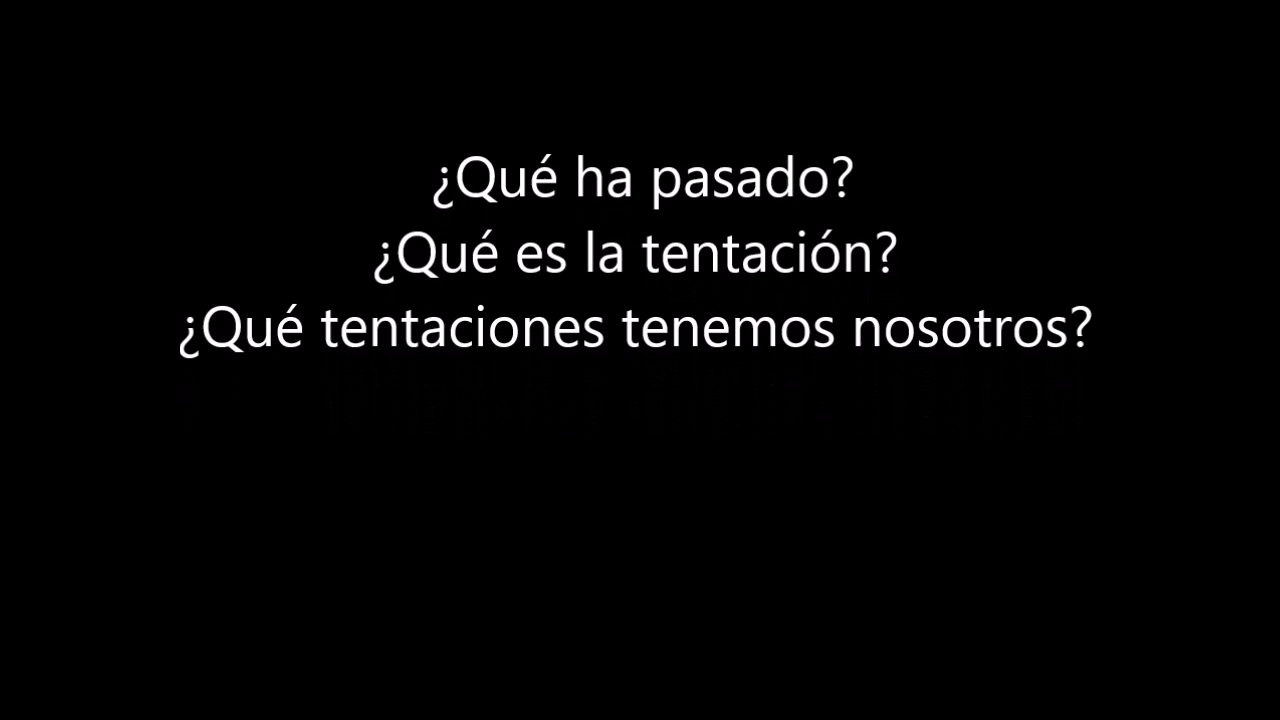 ¿Qué ha pasado?
¿Qué es la tentación?
¿Qué tentaciones tenemos nosotros?